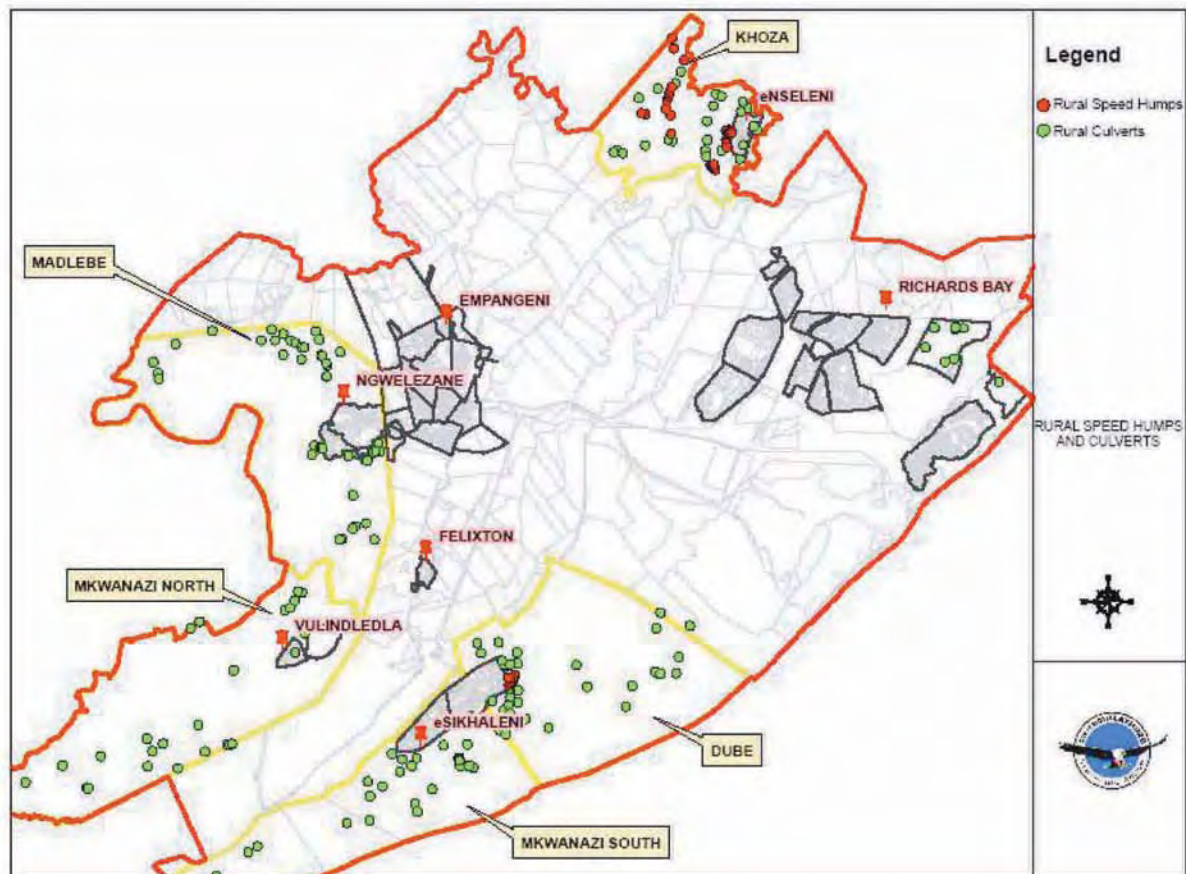 KHOZA
eNSELENI
Legend
Rural Speed Humps
Rural Culverts
MADLEBE
EMPANGENI
RICHARDS BAY
NGWELEZANE
RURAL SPEED HUMPS
AND CULVERTS
FELIXTON
MKWANAZI NORTH
VULINDLEDLA
eSIKHALENI
DUBE
MKWANAZI SOUTH